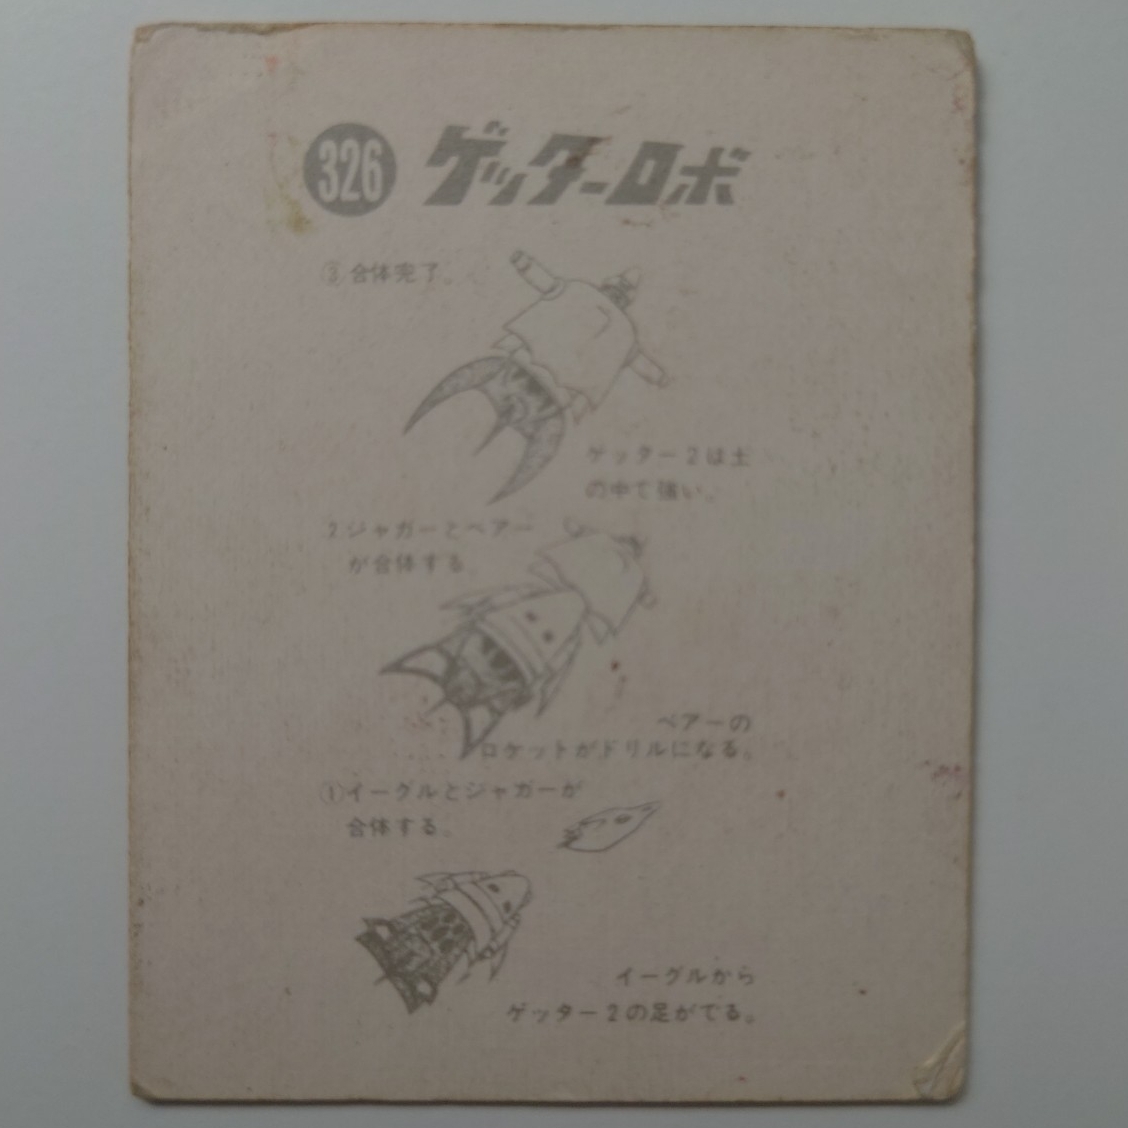 326 ゲッターロボ
③合体完了。
ゲッター2は土
の中で強い。
2 ジャガーとベアー
が合体する
ベアーの
ロケットがドリルになる。
①イーグルとジャガーが
合体する。
イーグルから
ゲッター2の足がでる。